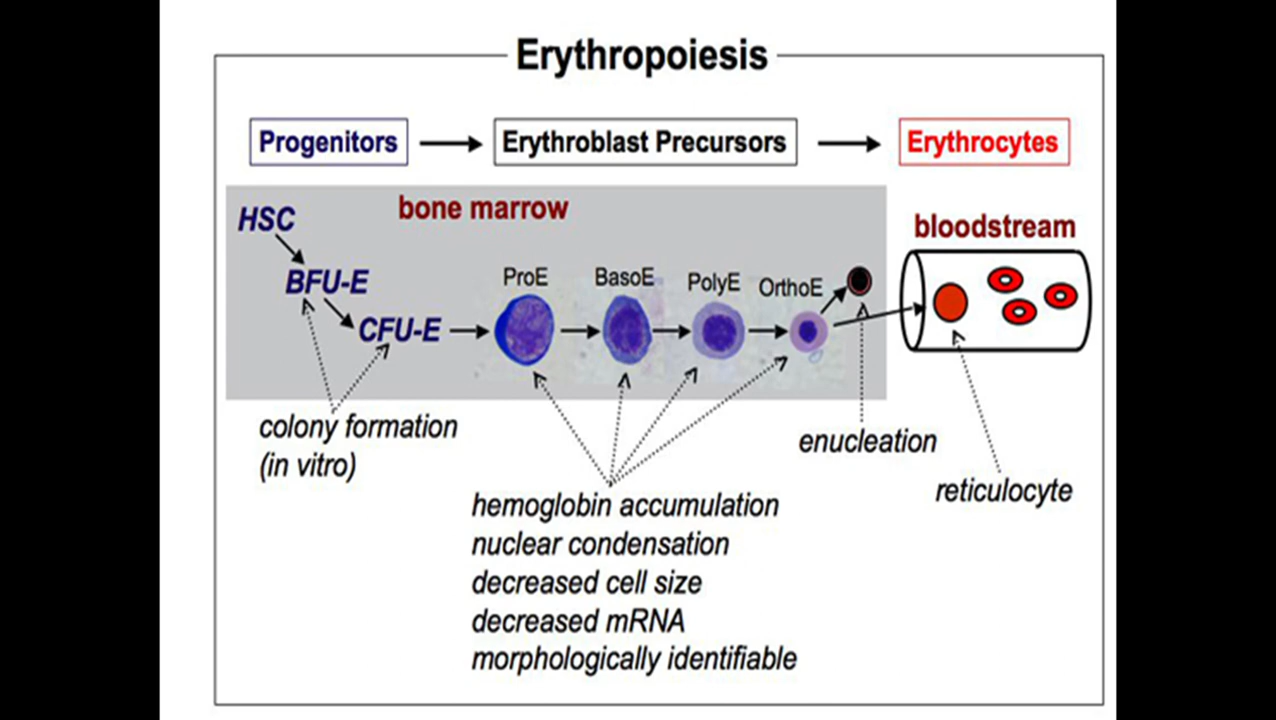 Erythropoiesis
Progenitors
Erythroblast Precursors
Erythrocytes
bone marrow
bloodstream
HSC
BFU-E
CFU-E
ProE
BasoE
PolyE
OrthoE
colony formation
(in vitro)
enucleation
reticulocyte
hemoglobin accumulation
nuclear condensation
decreased cell size
decreased mRNA
morphologically identifiable